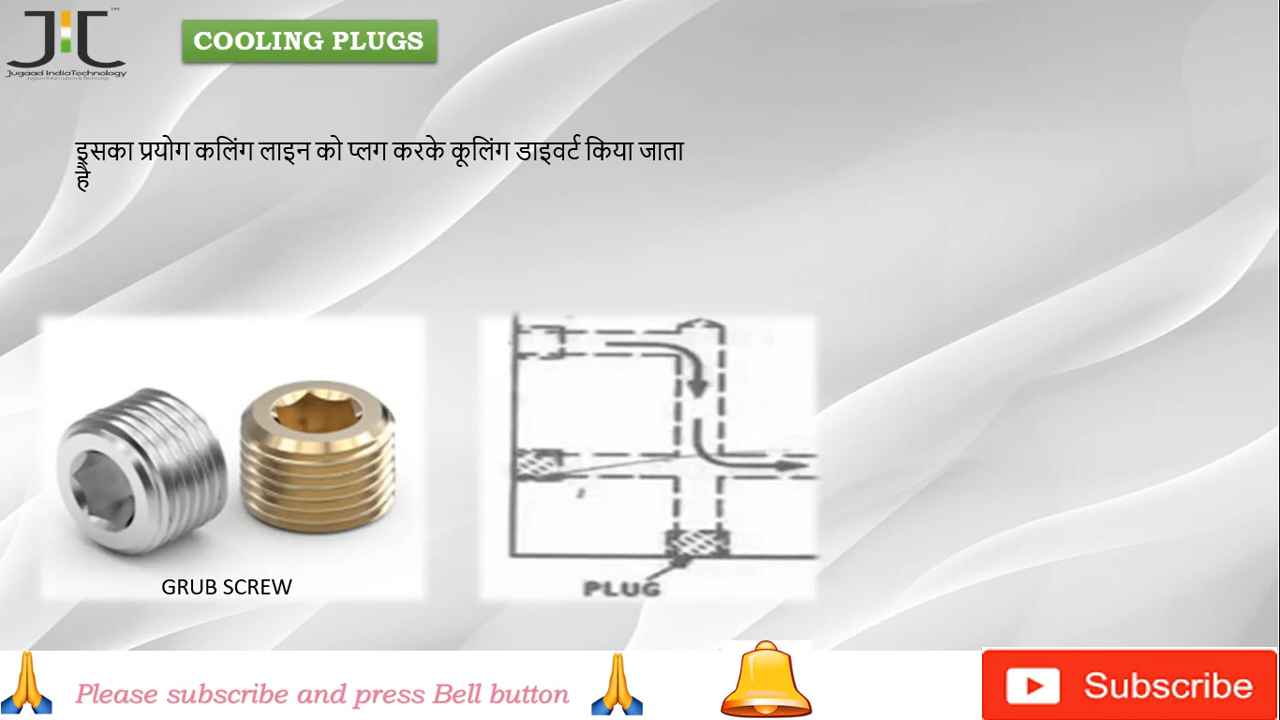 JIC
TM
Jugaad IndiaTechnology
COOLING PLUGS
इसका प्रयोग कलिंग लाइन को प्लग करके कूलिंग डाइवर्ट किया जाता
है
GRUB SCREW
PLUG
Please subscribe and press Bell button
Subscribe